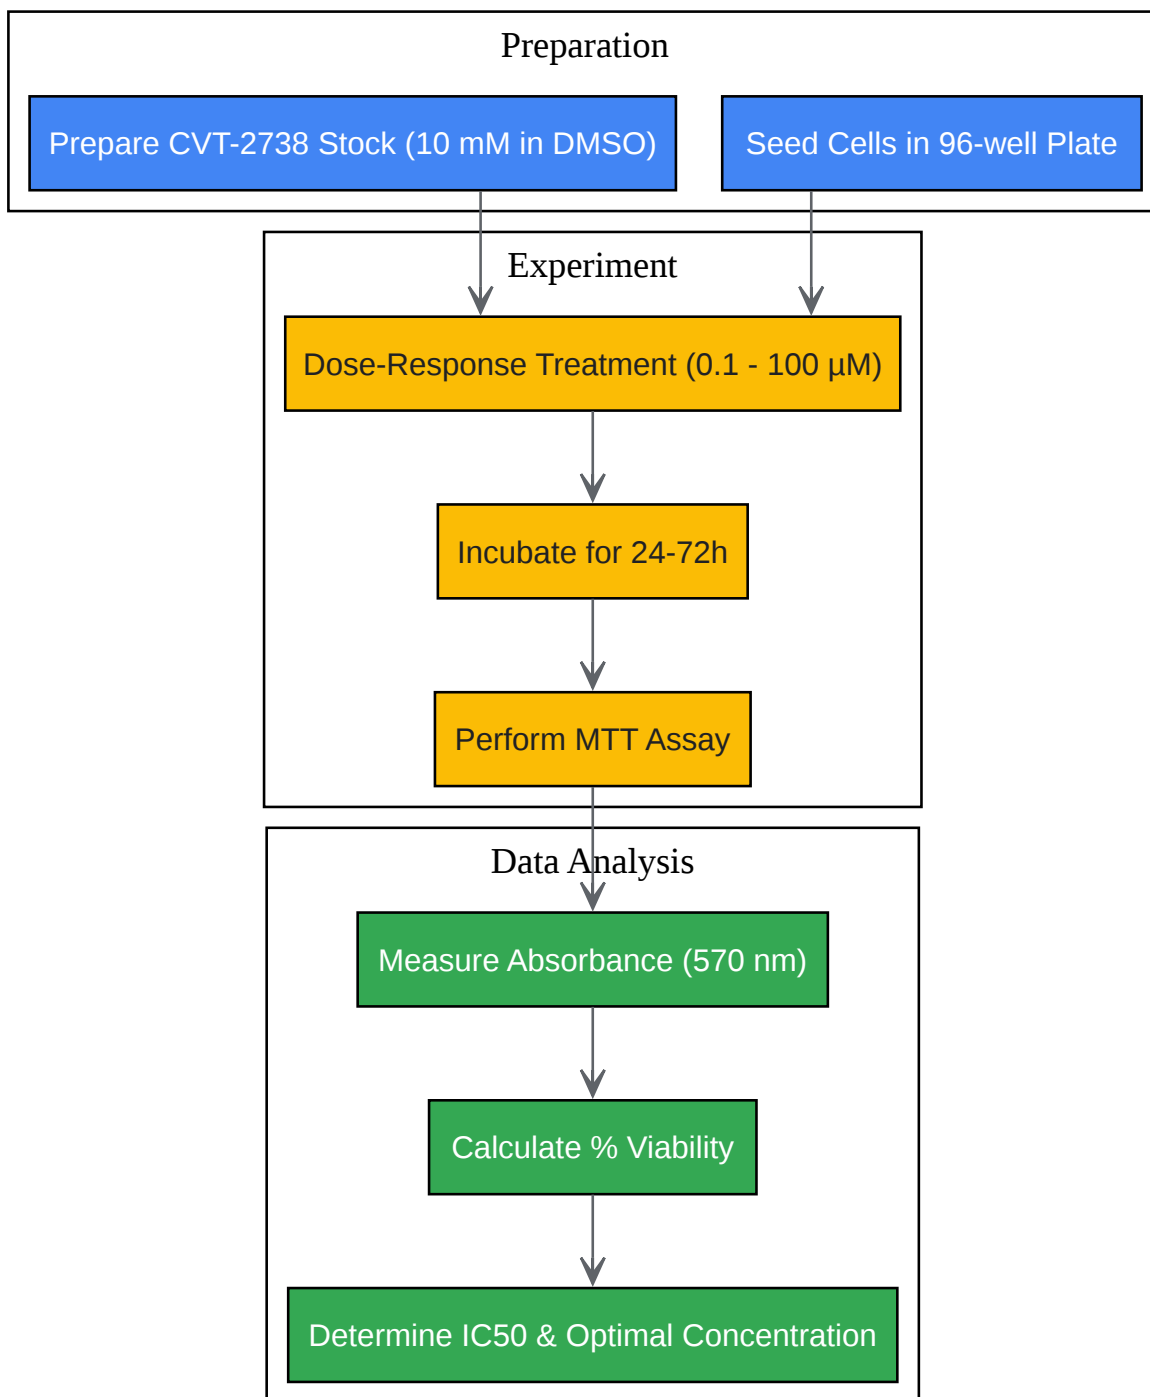 Preparation
Prepare CVT-2738 Stock (10 mM in DMSO)
Seed Cells in 96-well Plate
Experiment
Dose-Response Treatment (0.1 - 100 µM)
Incubate for 24-72h
Perform MTT Assay
Data Analysis
Measure Absorbance (570 nm)
Calculate % Viability
Determine IC50 & Optimal Concentration